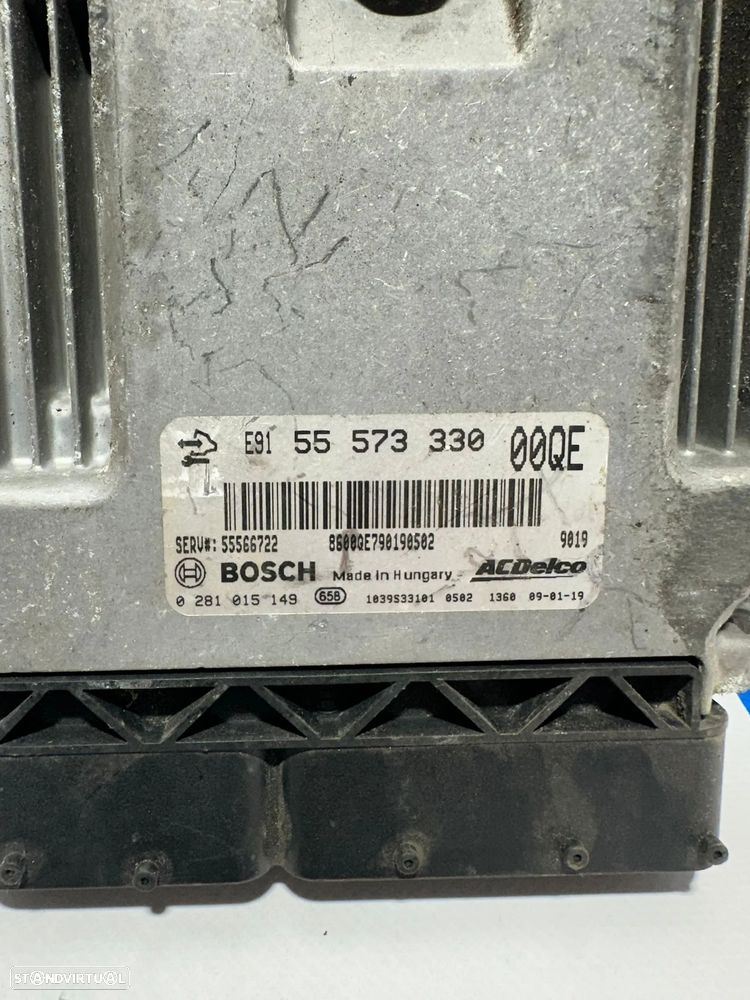 E91 55 573 330 00QE
SERV#: 55566722 8600QE790190502 9019
BOSCH Made in Hungary ACDelco
0 281 015 149 658 1039S33101 0502 1360 09-01-19
STANDVIRTUAL